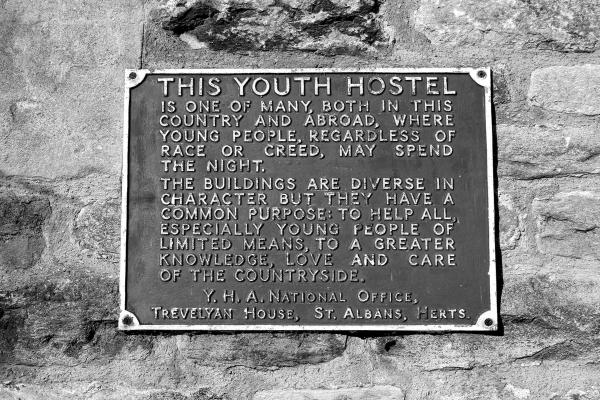 THIS YOUTH HOSTEL
IS ONE OF MANY, BOTH IN THIS
COUNTRY AND ABROAD, WHERE
YOUNG PEOPLE, REGARDLESS OF
RACE OR CREED, MAY SPEND
THE NIGHT.
THE BUILDINGS ARE DIVERSE IN
CHARACTER BUT THEY HAVE A
COMMON PURPOSE: TO HELP ALL,
ESPECIALLY YOUNG PEOPLE OF
LIMITED MEANS, TO A GREATER
KNOWLEDGE, LOVE AND CARE
OF THE COUNTRYSIDE.
Y. H. A. NATIONAL OFFICE,
TREVELYAN HOUSE, ST. ALBANS, HERTS.